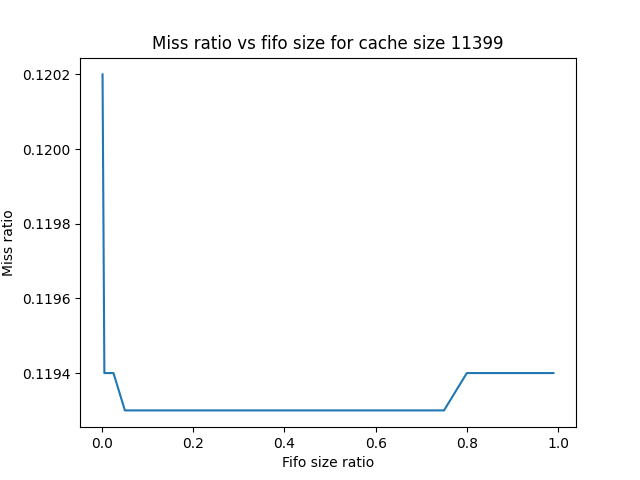 Miss ratio vs fifo size for cache size 11399
0.1202
0.1200
0.1198
0.1196
0.1194
Miss ratio
0.0 0.2 0.4 0.6 0.8 1.0
Fifo size ratio